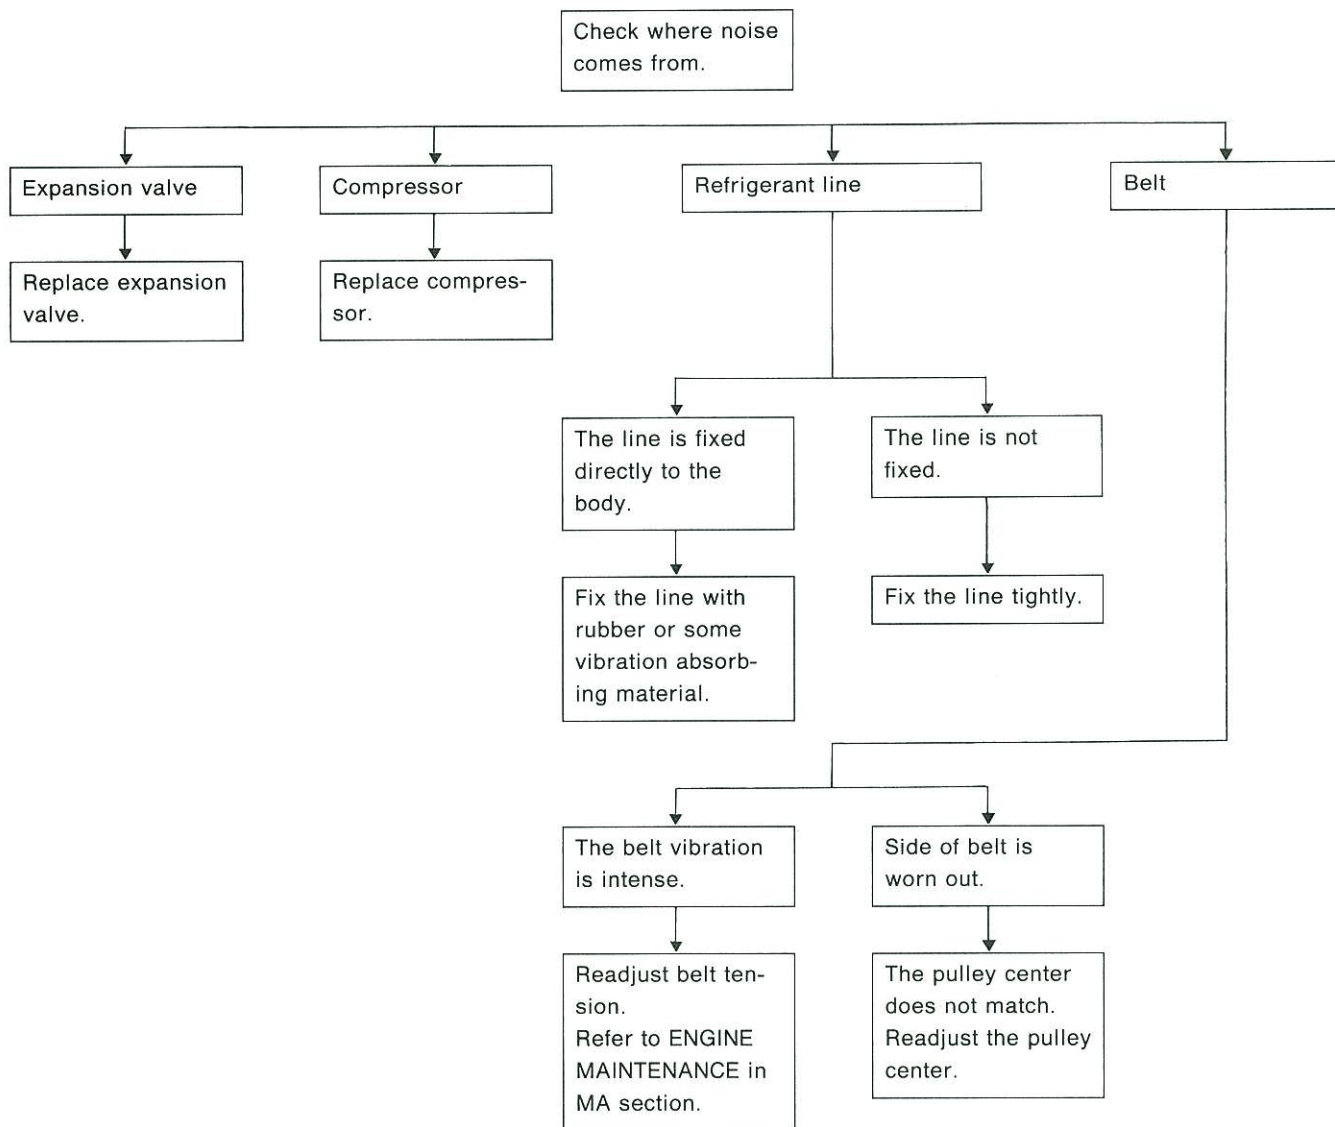 Check where noise
comes from.
Expansion valve
Compressor
Refrigerant line
Belt
Replace expansion
valve.
Replace compres-
sor.
The line is fixed
directly to the
body.
The line is not
fixed.
Fix the line with
rubber or some
vibration absorb-
ing material.
Fix the line tightly.
The belt vibration
is intense.
Side of belt is
worn out.
Readjust belt ten-
sion.
Refer to ENGINE
MAINTENANCE in
MA section.
The pulley center
does not match.
Readjust the pulley
center.